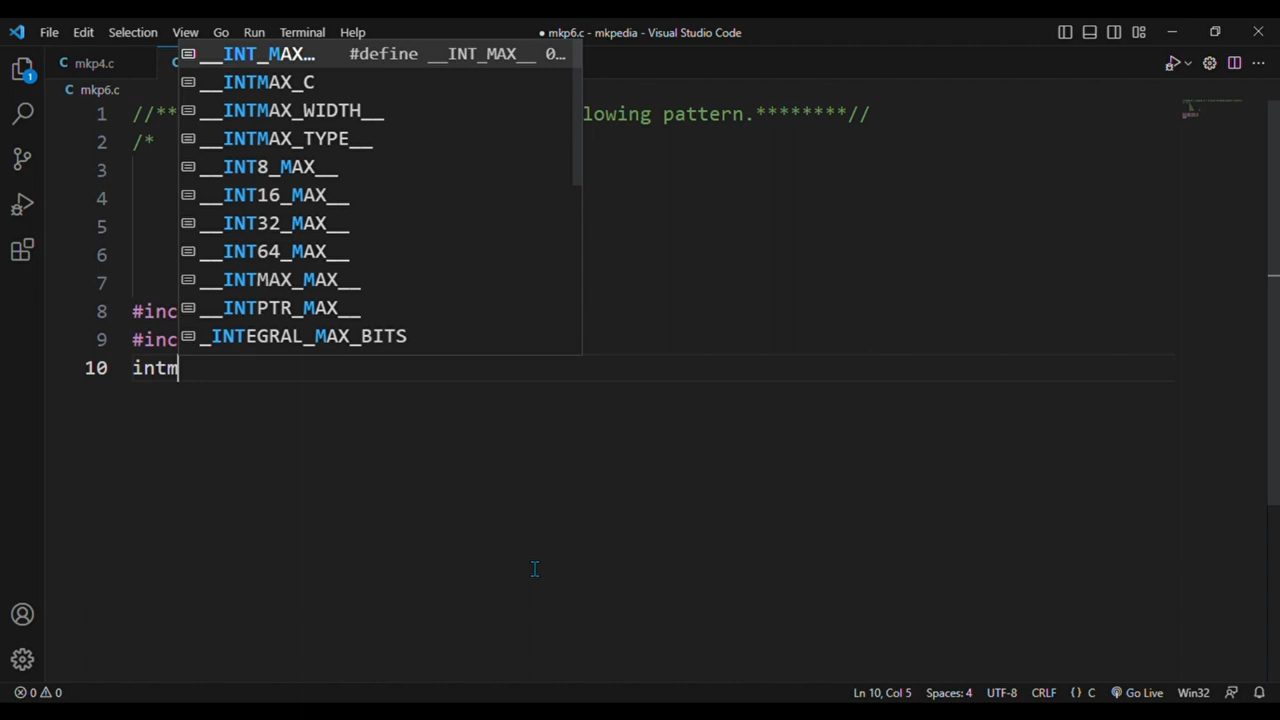 File Edit Selection View Go Run Terminal Help
● mkp6.c - mkpedia - Visual Studio Code
C mkp4.c
C
C mkp6.c
1 //** lowing pattern.********//
2 /*
3
4
5
6
7
8 #inc
9 #inc
10 intm
__INT_MAX… #define __INT_MAX__ 0…
__INTMAX_C
__INTMAX_WIDTH__
__INTMAX_TYPE__
__INT8_MAX__
__INT16_MAX__
__INT32_MAX__
__INT64_MAX__
__INTMAX_MAX__
__INTPTR_MAX__
_INTEGRAL_MAX_BITS
1
0 0 Ln 10, Col 5 Spaces: 4 UTF-8 CRLF {} C Go Live Win32